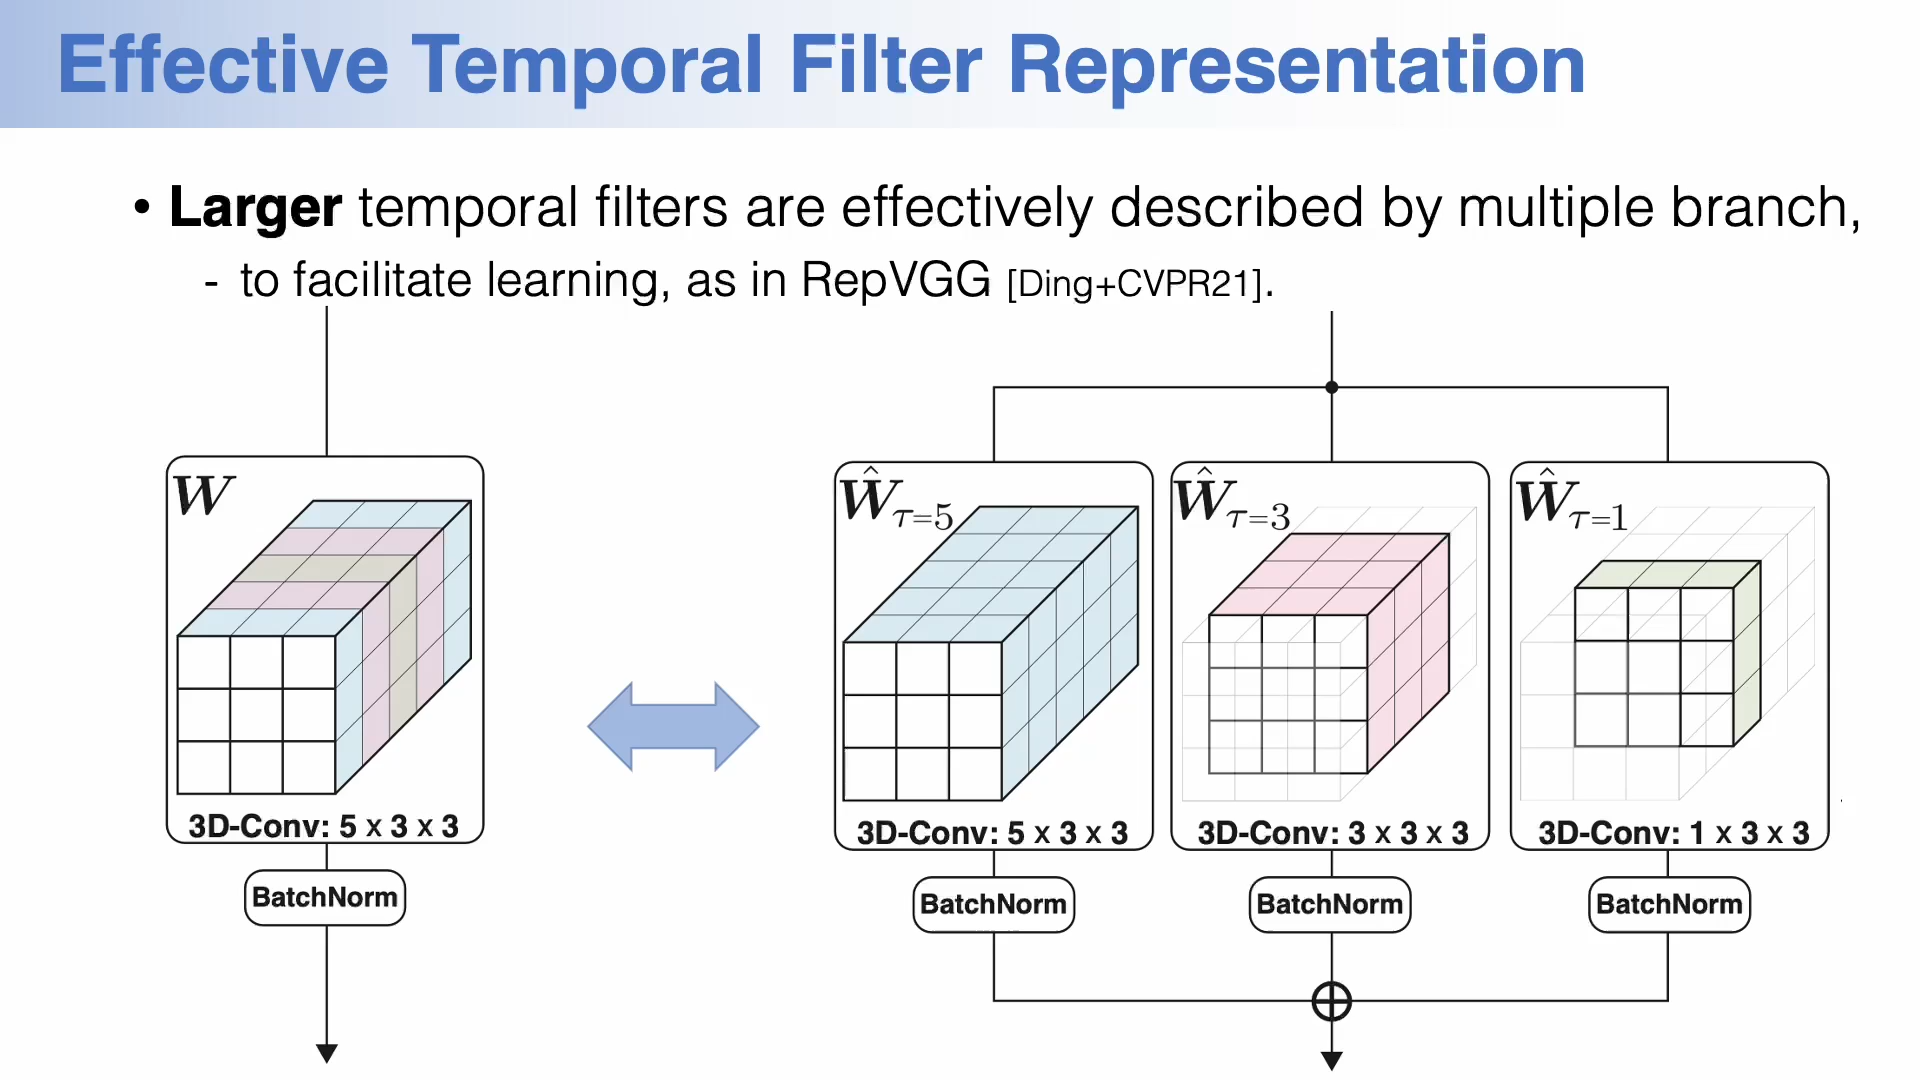 Effective Temporal Filter Representation
• Larger temporal filters are effectively described by multiple branch,
- to facilitate learning, as in RepVGG [Ding+CVPR21].
W
3D-Conv: 5 x 3 x 3
BatchNorm
Ŵτ=5
3D-Conv: 5 x 3 x 3
BatchNorm
Ŵτ=3
3D-Conv: 3 x 3 x 3
BatchNorm
Ŵτ=1
3D-Conv: 1 x 3 x 3
BatchNorm